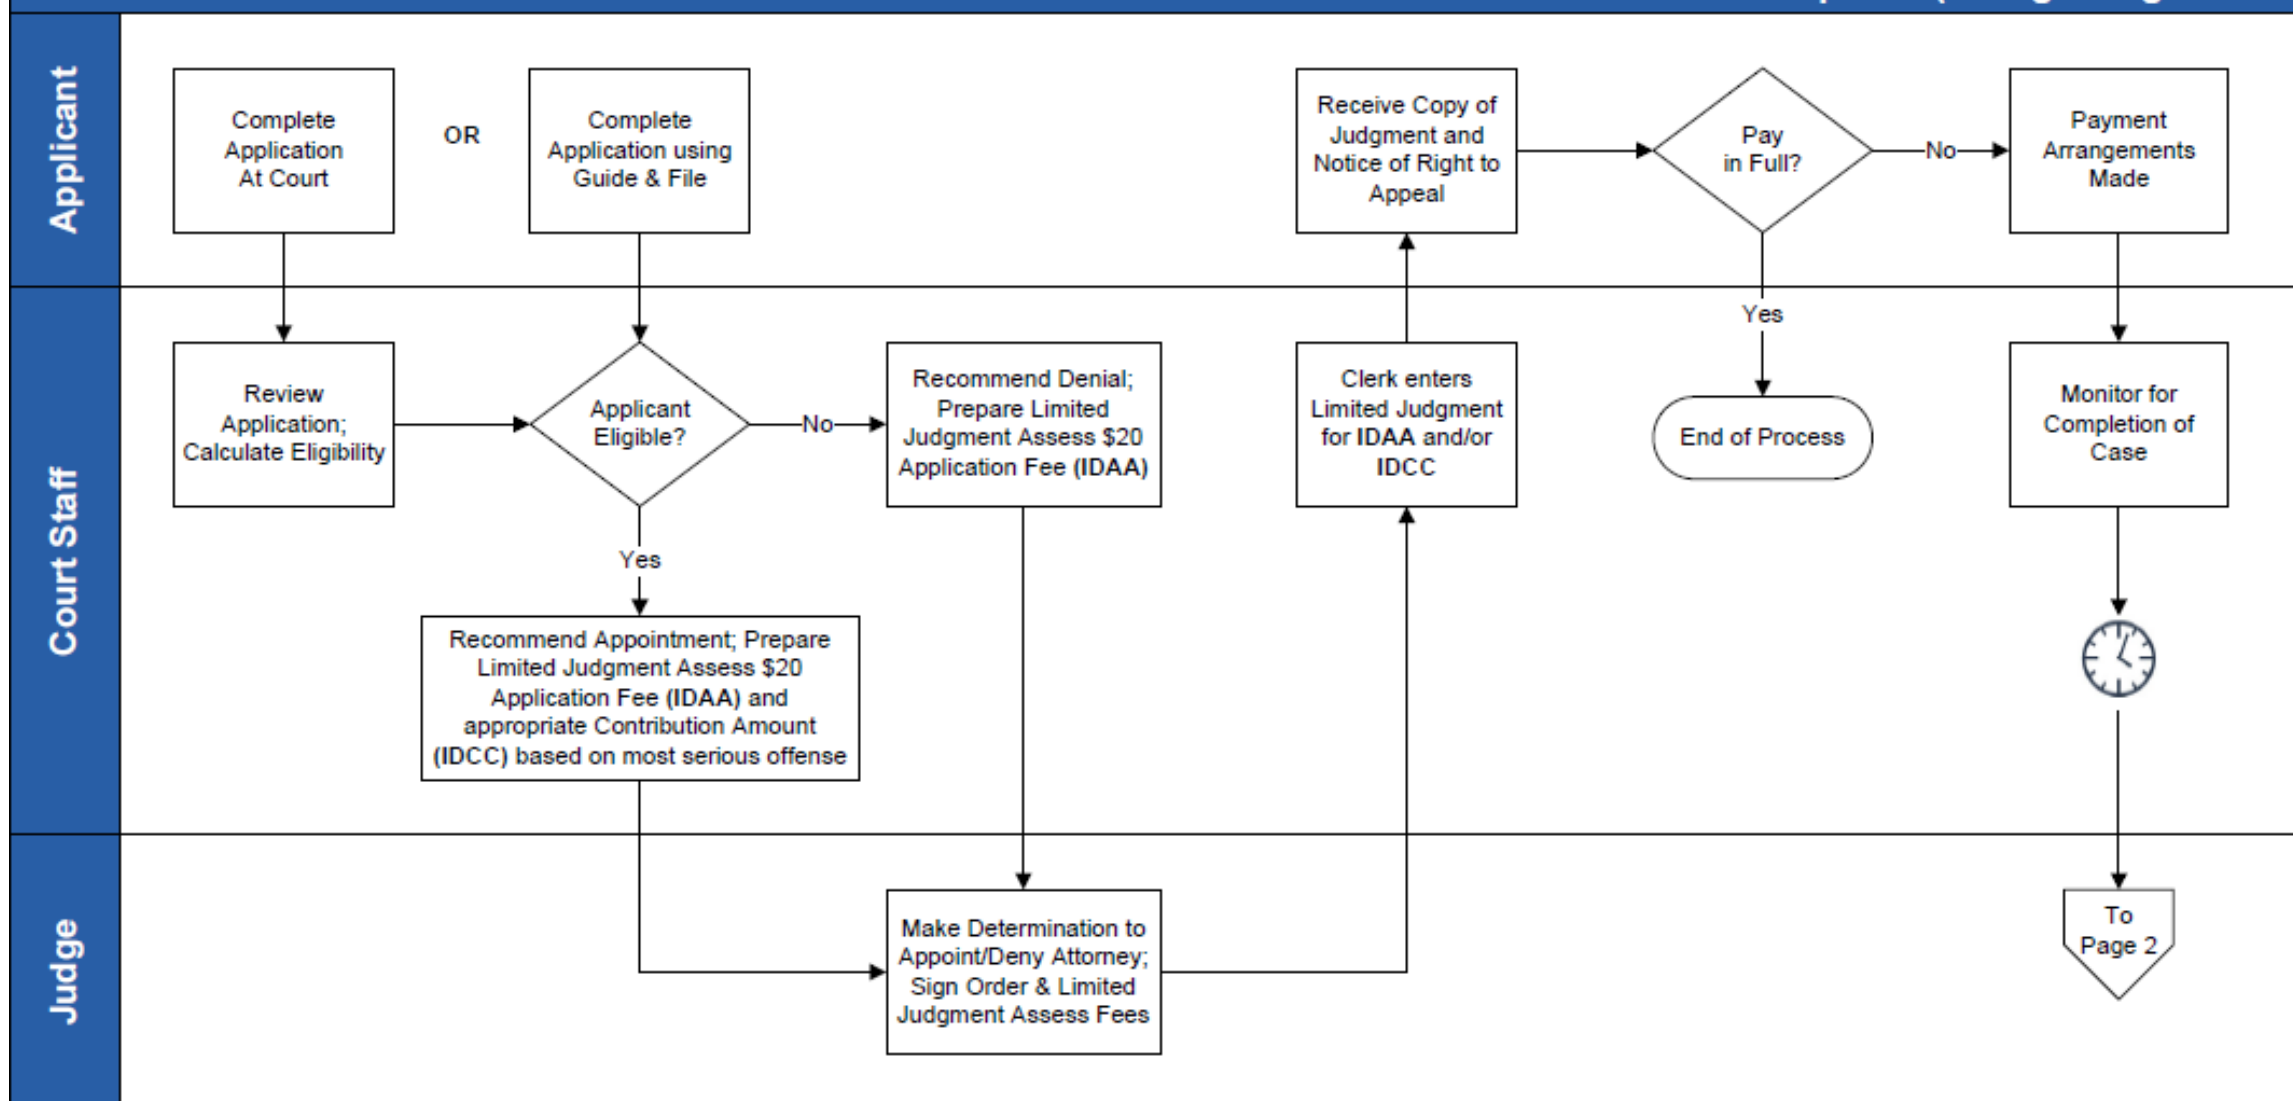 Applicant
Complete
Application
At Court
OR
Complete
Application using
Guide & File
Receive Copy of
Judgment and
Notice of Right to
Appeal
Pay
in Full?
No
Payment
Arrangements
Made
Yes
Court Staff
Review
Application;
Calculate Eligibility
Applicant
Eligible?
No
Recommend Denial;
Prepare Limited
Judgment Assess $20
Application Fee (IDAA)
Clerk enters
Limited Judgment
for IDAA and/or
IDCC
End of Process
Monitor for
Completion of
Case
Yes
Recommend Appointment; Prepare
Limited Judgment Assess $20
Application Fee (IDAA) and
appropriate Contribution Amount
(IDCC) based on most serious offense
Judge
Make Determination to
Appoint/Deny Attorney;
Sign Order & Limited
Judgment Assess Fees
To
Page 2